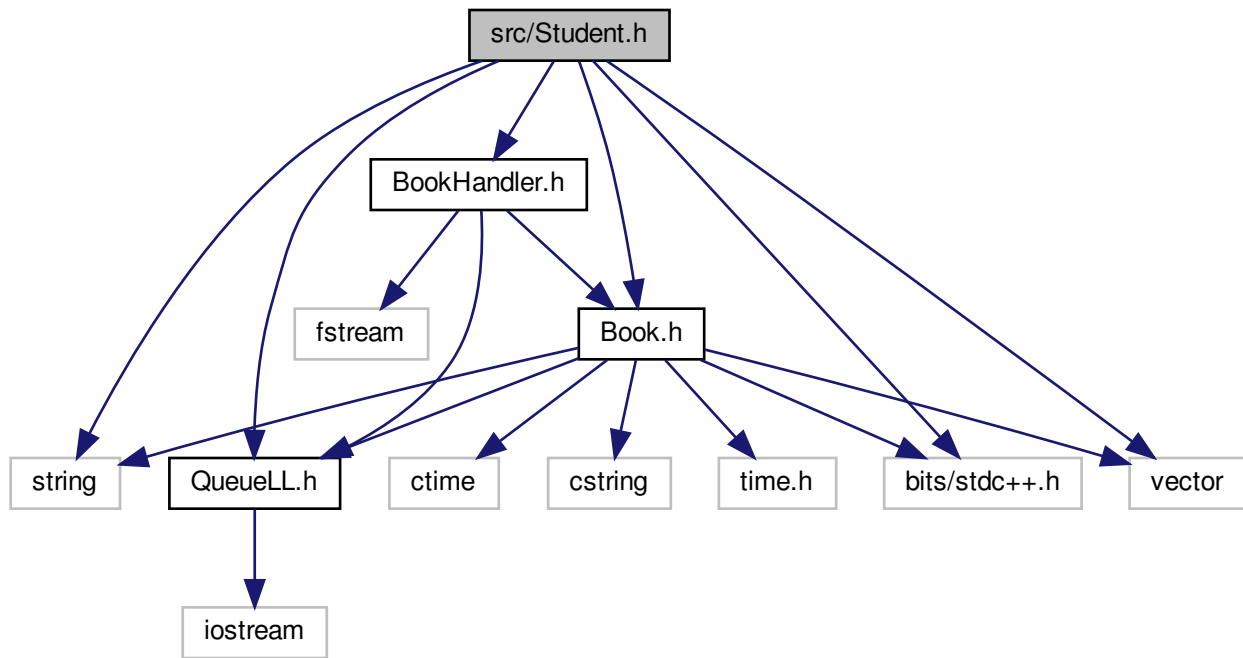 src/Student.h
BookHandler.h
fstream
Book.h
string
QueueLL.h
ctime
cstring
time.h
bits/stdc++.h
vector
iostream